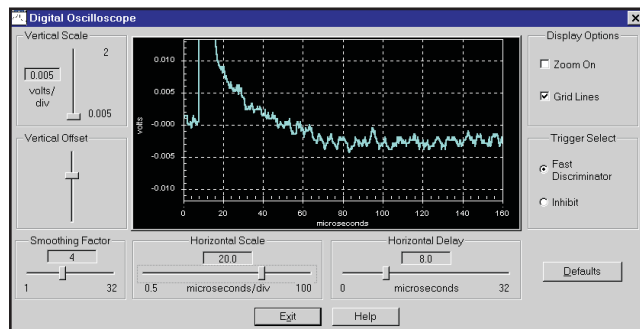 Digital Oscilloscope
Vertical Scale
2
0.005
volts/
div
0.005
Vertical Offset
volts
0.010
0.005
-0.000
-0.005
-0.010
0 20 40 60 80 100 120 140 160
microseconds
Display Options
Zoom On
Grid Lines
Trigger Select
Fast
Discriminator
Inhibit
Smoothing Factor
4
1 32
Horizontal Scale
20.0
0.5 microseconds/div 100
Horizontal Delay
8.0
0 microseconds 32
Defaults
Exit Help